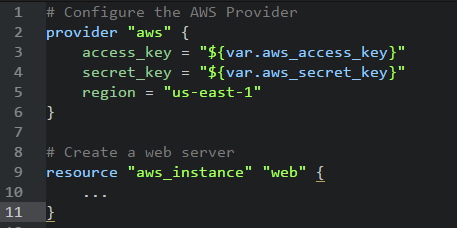 1 # Configure the AWS Provider
2 provider "aws" {
3     access_key = "${var.aws_access_key}"
4     secret_key = "${var.aws_secret_key}"
5     region = "us-east-1"
6 }
7
8 # Create a web server
9 resource "aws_instance" "web" {
10     ...
11 }